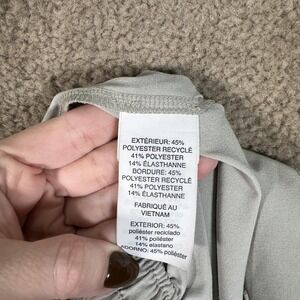 EXTÉRIEUR: 45%
POLYESTER RECYCLÉ
41% POLYESTER
14% ÉLASTHANNE
BORDURE: 45%
POLYESTER RECYCLÉ
41% POLYESTER
14% ÉLASTHANNE
FABRIQUÉ AU
VIETNAM
EXTERIOR: 45%
poliéster reciclado
41% poliéster
14% elastano
ADORNO: 45% poliéster